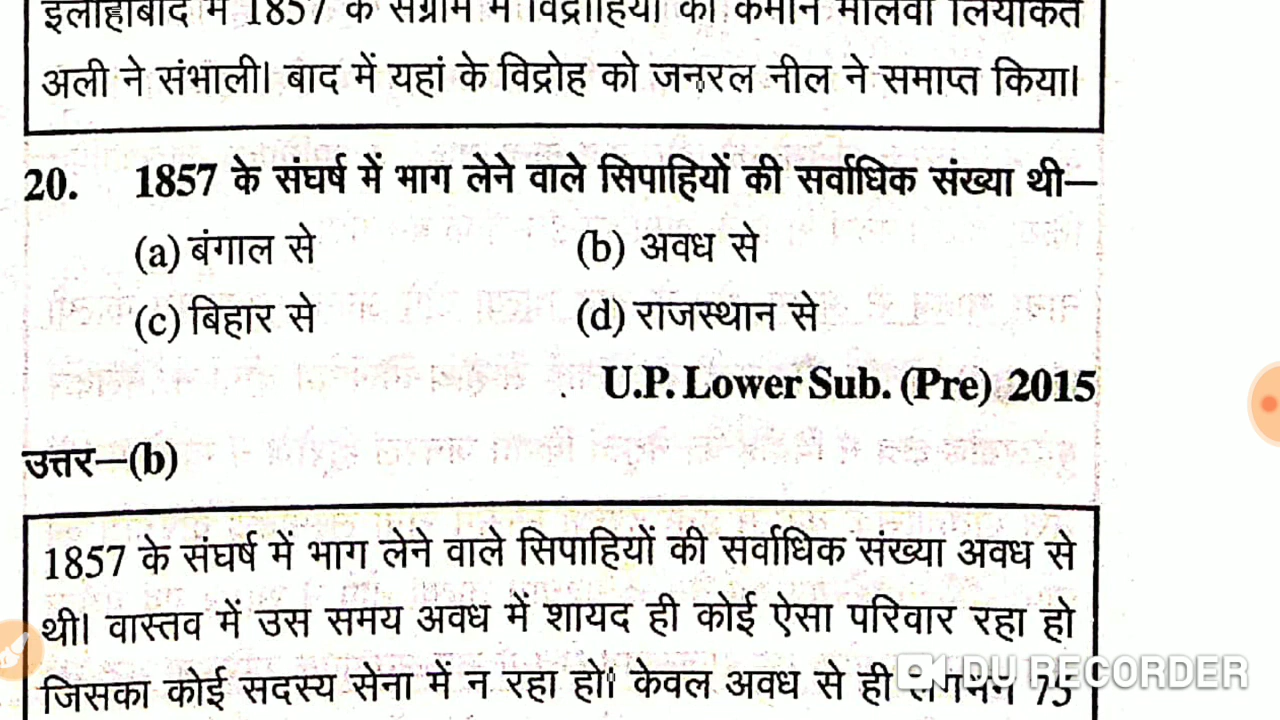 इलाहाबाद में 1857 के संग्राम में विद्रोहियों की कमान मौलवी लियाकत
अली ने संभाली। बाद में यहां के विद्रोह को जनरल नील ने समाप्त किया।
20. 1857 के संघर्ष में भाग लेने वाले सिपाहियों की सर्वाधिक संख्या थी—
(a) बंगाल से (b) अवध से
(c) बिहार से (d) राजस्थान से
U.P. Lower Sub. (Pre) 2015
उत्तर—(b)
1857 के संघर्ष में भाग लेने वाले सिपाहियों की सर्वाधिक संख्या अवध से
थी। वास्तव में उस समय अवध में शायद ही कोई ऐसा परिवार रहा हो
जिसका कोई सदस्य सेना में न रहा हो। केवल अवध से ही लगभग 75
DU RECORDER